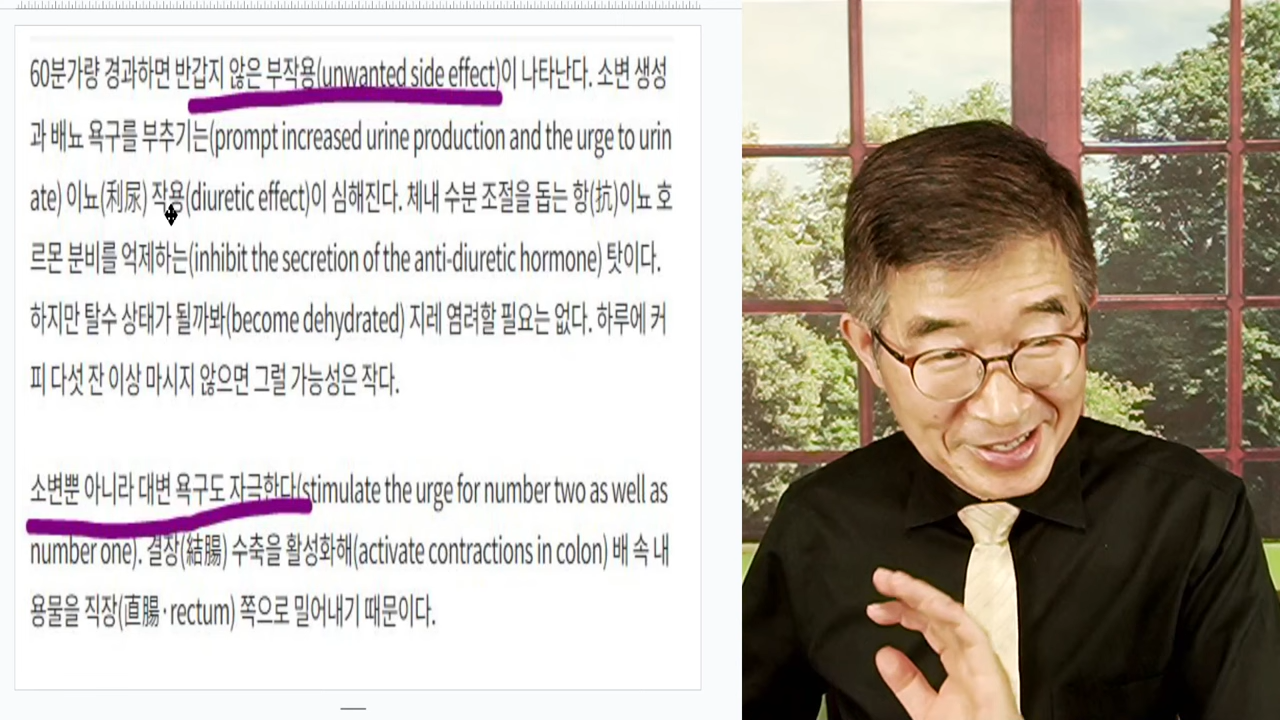 60분가량 경과하면 반갑지 않은 부작용(unwanted side effect)이 나타난다. 소변 생성
과 배뇨 욕구를 부추기는(prompt increased urine production and the urge to urin
ate) 이뇨(利尿) 작용(diuretic effect)이 심해진다. 체내 수분 조절을 돕는 항(抗)이뇨 호
르몬 분비를 억제하는(inhibit the secretion of the anti-diuretic hormone) 탓이다.
하지만 탈수 상태가 될까봐(become dehydrated) 지레 염려할 필요는 없다. 하루에 커
피 다섯 잔 이상 마시지 않으면 그럴 가능성은 작다.
소변뿐 아니라 대변 욕구도 자극한다(stimulate the urge for number two as well as
number one). 결장(結腸) 수축을 활성화해(activate contractions in colon) 배 속 내
용물을 직장(直腸·rectum) 쪽으로 밀어내기 때문이다.